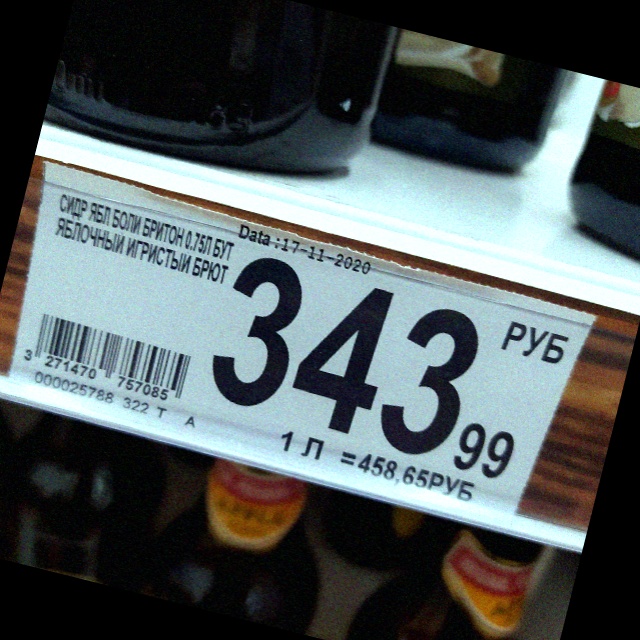 СИДР ЯБЛ БОЛИ БРИТОН 0.75Л БУТ
ЯБЛОЧНЫЙ ИГРИСТЫЙ БРЮТ
Data :17-11-2020
343 99
РУБ
3 271470 757085
000025788 322 T A
1 Л =458,65РУБ